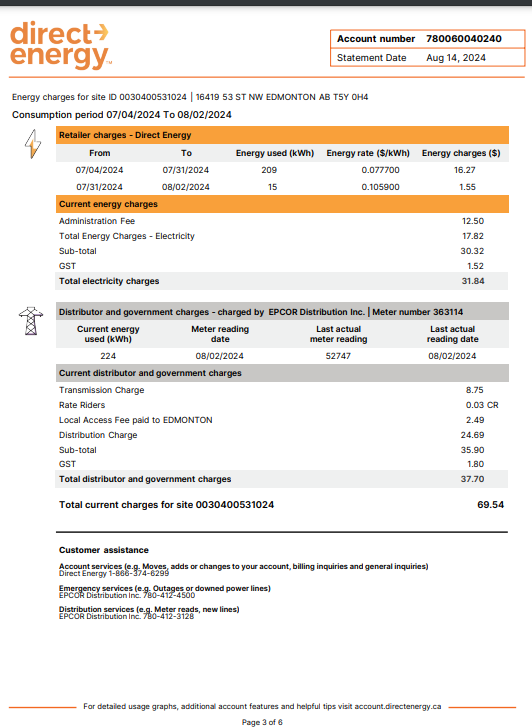 direct energy™
Account number 780060040240
Statement Date Aug 14, 2024
Energy charges for site ID 0030400531024 | 16419 53 ST NW EDMONTON AB T5Y 0H4
Consumption period 07/04/2024 To 08/02/2024
Retailer charges - Direct Energy
From To Energy used (kWh) Energy rate ($/kWh) Energy charges ($)
07/04/2024 07/31/2024 209 0.077700 16.27
07/31/2024 08/02/2024 15 0.105900 1.55
Current energy charges
Administration Fee 12.50
Total Energy Charges - Electricity 17.82
Sub-total 30.32
GST 1.52
Total electricity charges 31.84
Distributor and government charges - charged by EPCOR Distribution Inc. | Meter number 363114
Current energy used (kWh) Meter reading date Last actual meter reading Last actual reading date
224 08/02/2024 52747 08/02/2024
Current distributor and government charges
Transmission Charge 8.75
Rate Riders 0.03 CR
Local Access Fee paid to EDMONTON 2.49
Distribution Charge 24.69
Sub-total 35.90
GST 1.80
Total distributor and government charges 37.70
Total current charges for site 0030400531024 69.54
Customer assistance
Account services (e.g. Moves, adds or changes to your account, billing inquiries and general inquiries)
Direct Energy 1-866-374-6299
Emergency services (e.g. Outages or downed power lines)
EPCOR Distribution Inc. 780-412-4500
Distribution services (e.g. Meter reads, new lines)
EPCOR Distribution Inc. 780-412-3128
For detailed usage graphs, additional account features and helpful tips visit account.directenergy.ca
Page 3 of 6